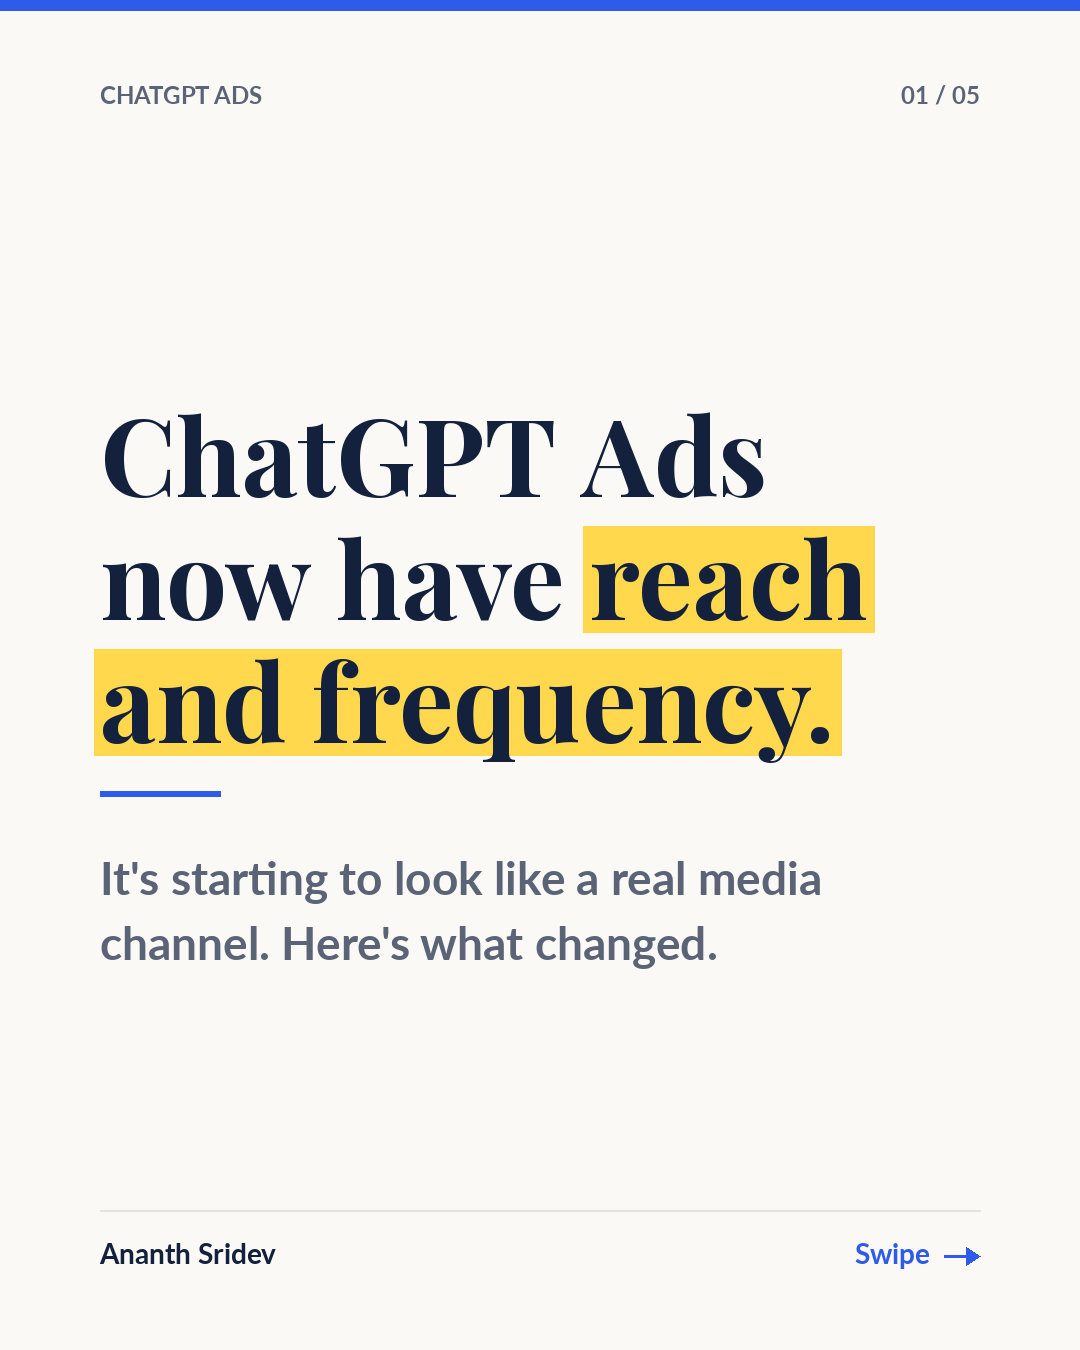 CHATGPT ADS
01 / 05
ChatGPT Ads
now have reach
and frequency.
It's starting to look like a real media
channel. Here's what changed.
Ananth Sridev
Swipe